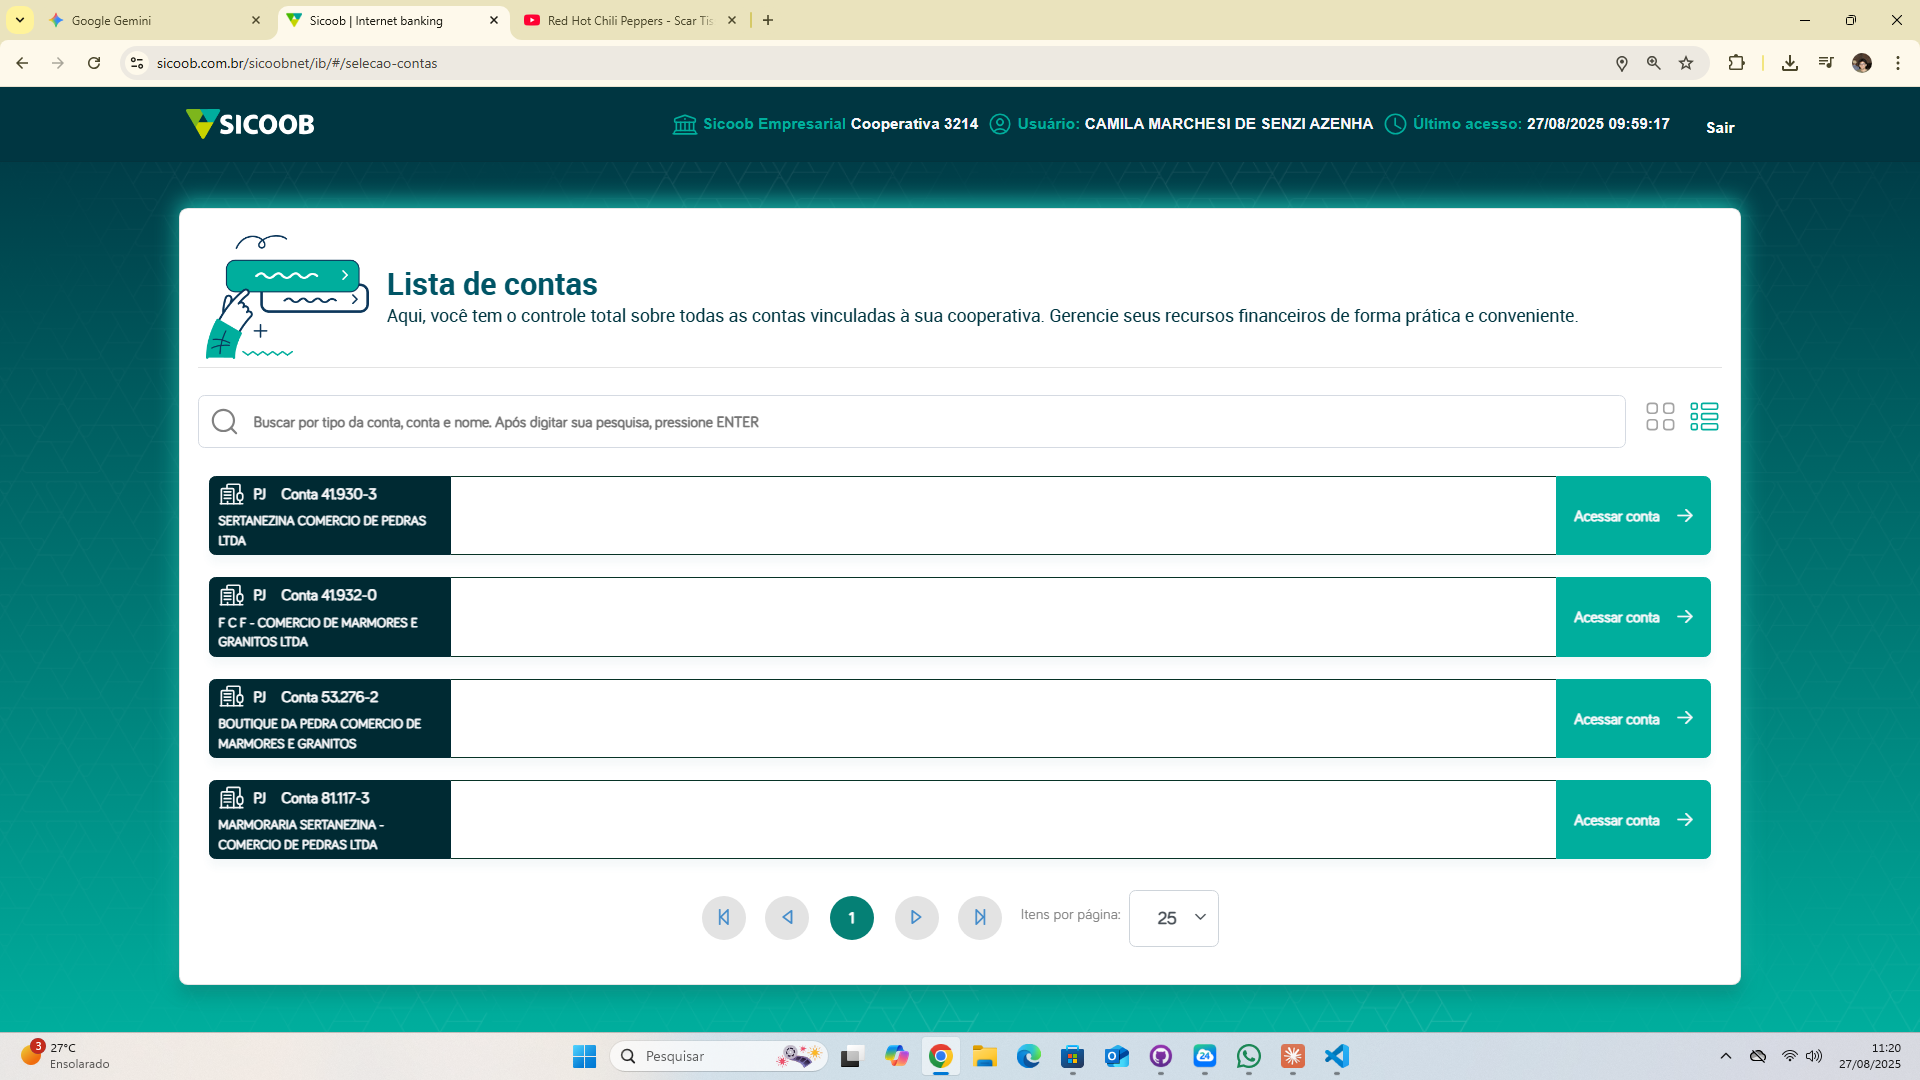 Google Gemini
Sicoob | Internet banking
Red Hot Chili Peppers - Scar Tis
sicoob.com.br/sicoobnet/ib/#/selecao-contas
SICOOB
Sicoob Empresarial Cooperativa 3214
Usuário: CAMILA MARCHESI DE SENZI AZENHA
Último acesso: 27/08/2025 09:59:17
Sair
Lista de contas
Aqui, você tem o controle total sobre todas as contas vinculadas à sua cooperativa. Gerencie seus recursos financeiros de forma prática e conveniente.
Buscar por tipo da conta, conta e nome. Após digitar sua pesquisa, pressione ENTER
PJ Conta 41.930-3
SERTANEZINA COMERCIO DE PEDRAS
LTDA
Acessar conta
PJ Conta 41.932-0
F C F - COMERCIO DE MARMORES E
GRANITOS LTDA
Acessar conta
PJ Conta 53.276-2
BOUTIQUE DA PEDRA COMERCIO DE
MARMORES E GRANITOS
Acessar conta
PJ Conta 81.117-3
MARMORARIA SERTANEZINA -
COMERCIO DE PEDRAS LTDA
Acessar conta
1
Itens por página:
25
3
27°C
Ensolarado
Pesquisar
24
11:20
27/08/2025